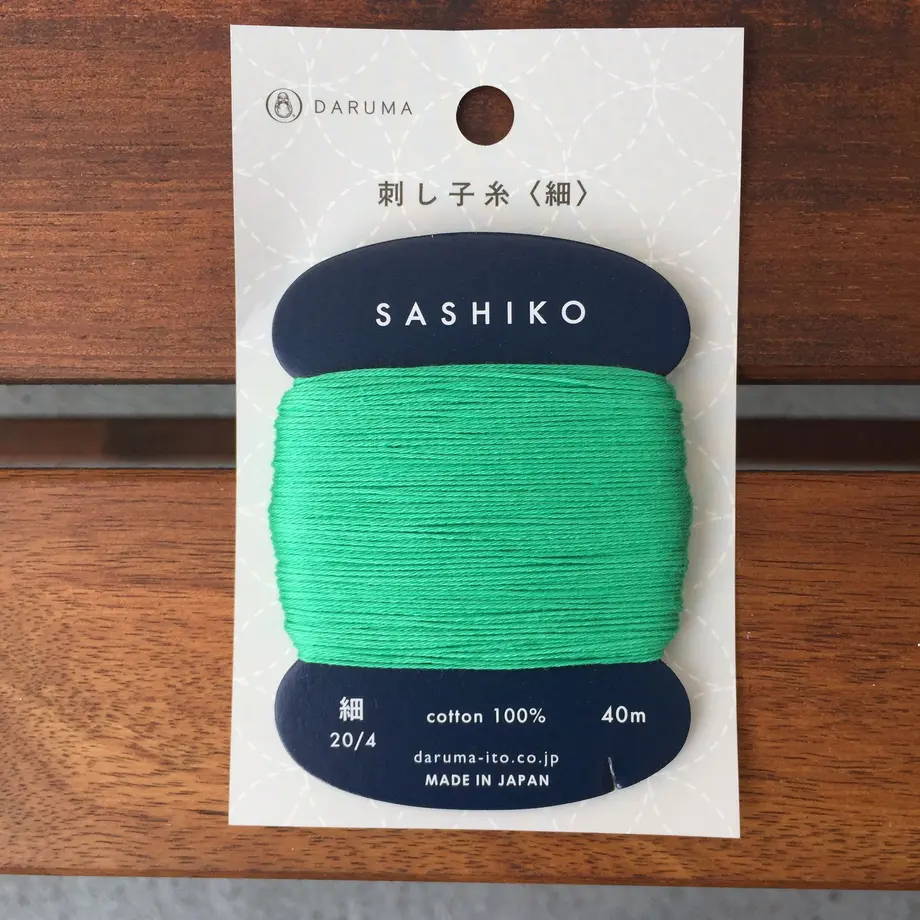 DARUMA
刺し子糸〈細〉
SASHIKO
細
20/4
cotton 100%
40m
daruma-ito.co.jp
MADE IN JAPAN